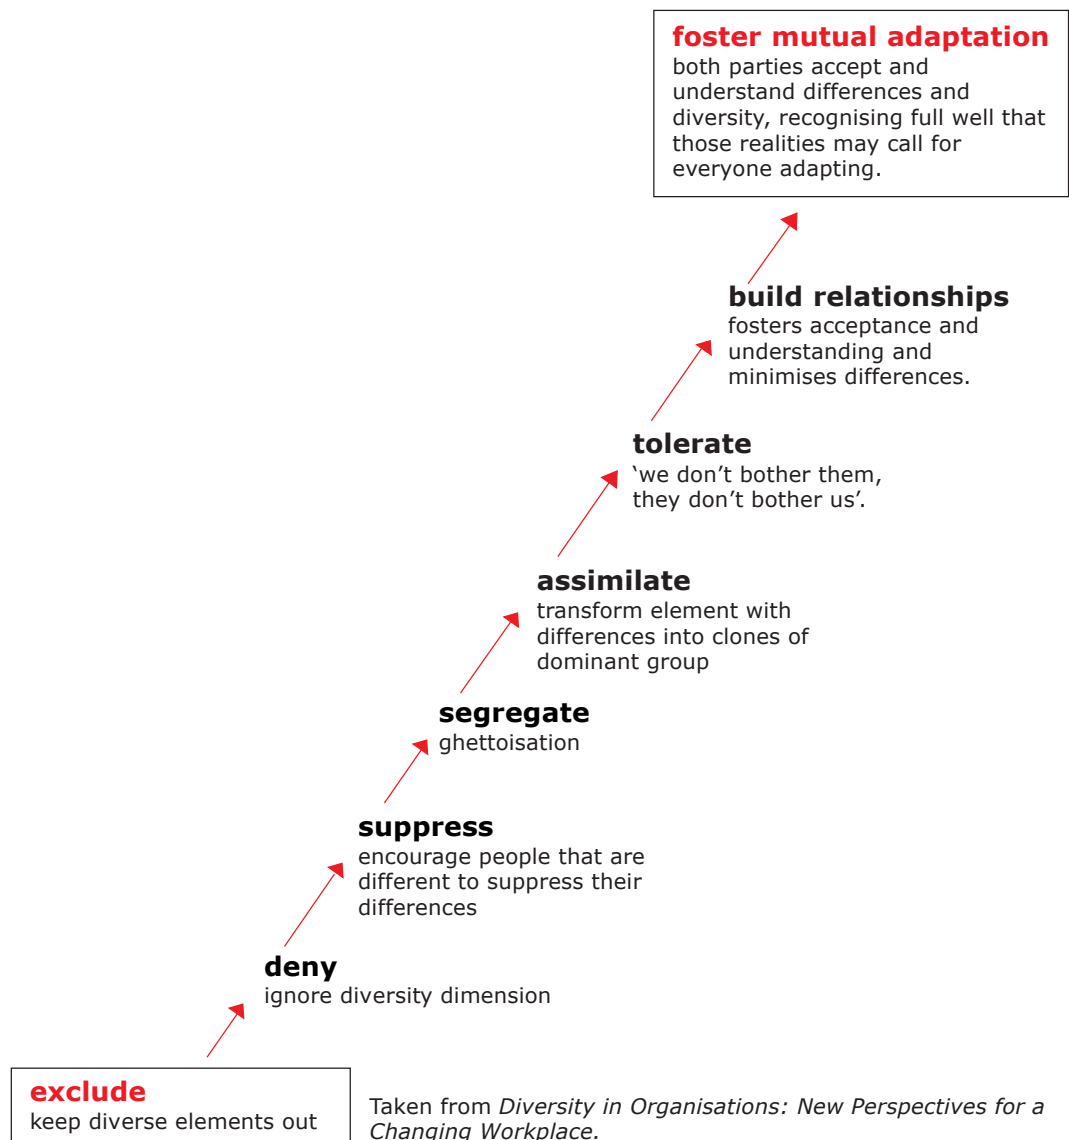 foster mutual adaptation
both parties accept and
understand differences and
diversity, recognising full well that
those realities may call for
everyone adapting.
build relationships
fosters acceptance and
understanding and
minimises differences.
tolerate
‘we don’t bother them,
they don’t bother us’.
assimilate
transform element with
differences into clones of
dominant group
segregate
ghettoisation
suppress
encourage people that are
different to suppress their
differences
deny
ignore diversity dimension
exclude
keep diverse elements out
Taken from Diversity in Organisations: New Perspectives for a
Changing Workplace.